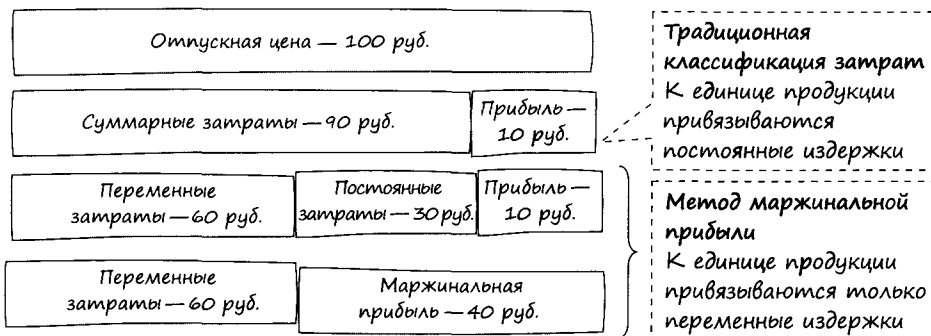 Отпускная цена — 100 руб.
Суммарные затраты — 90 руб.
Прибыль —
10 руб.
Переменные
затраты — 60 руб.
Постоянные
затраты — 30 руб.
Прибыль —
10 руб.
Переменные
затраты — 60 руб.
Маржинальная
прибыль — 40 руб.
Традиционная
классификация затрат
К единице продукции
привязываются
постоянные издержки
Метод маржинальной
прибыли
К единице продукции
привязываются только
переменные издержки